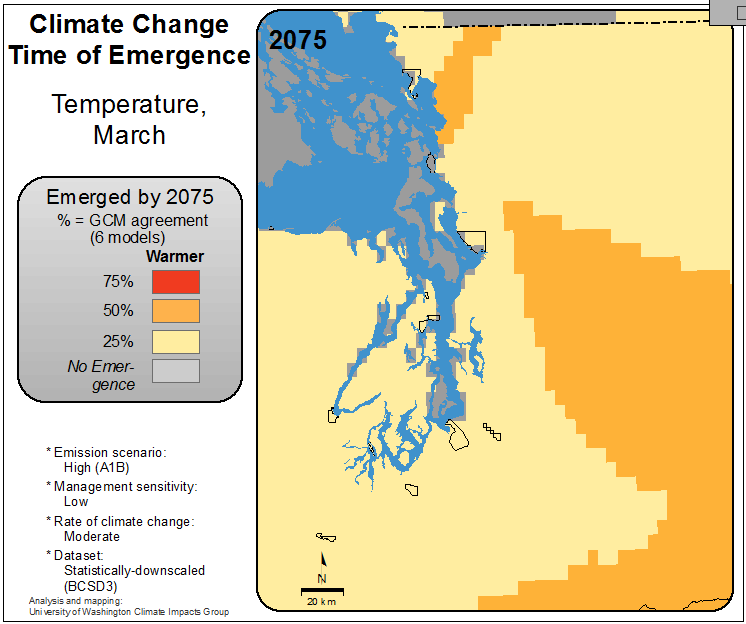 Climate Change
Time of Emergence
Temperature,
March
Emerged by 2075
% = GCM agreement
(6 models)
Warmer
75%
50%
25%
No Emer-
gence
* Emission scenario:
High (A1B)
* Management sensitivity:
Low
* Rate of climate change:
Moderate
* Dataset:
Statistically-downscaled
(BCSD3)
Analysis and mapping:
University of Washington Climate Impacts Group
2075
N
20 km